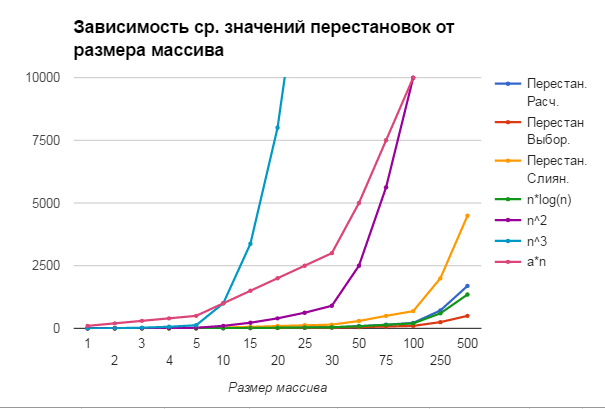 Зависимость ср. значений перестановок от
размера массива
10000
7500
5000
2500
0
1
2
3
4
5
10
15
20
25
30
50
75
100
250
500
Размер массива
Перестан.
Расч.
Перестан
Выбор.
Перестан.
Слиян.
n*log(n)
n^2
n^3
a*n